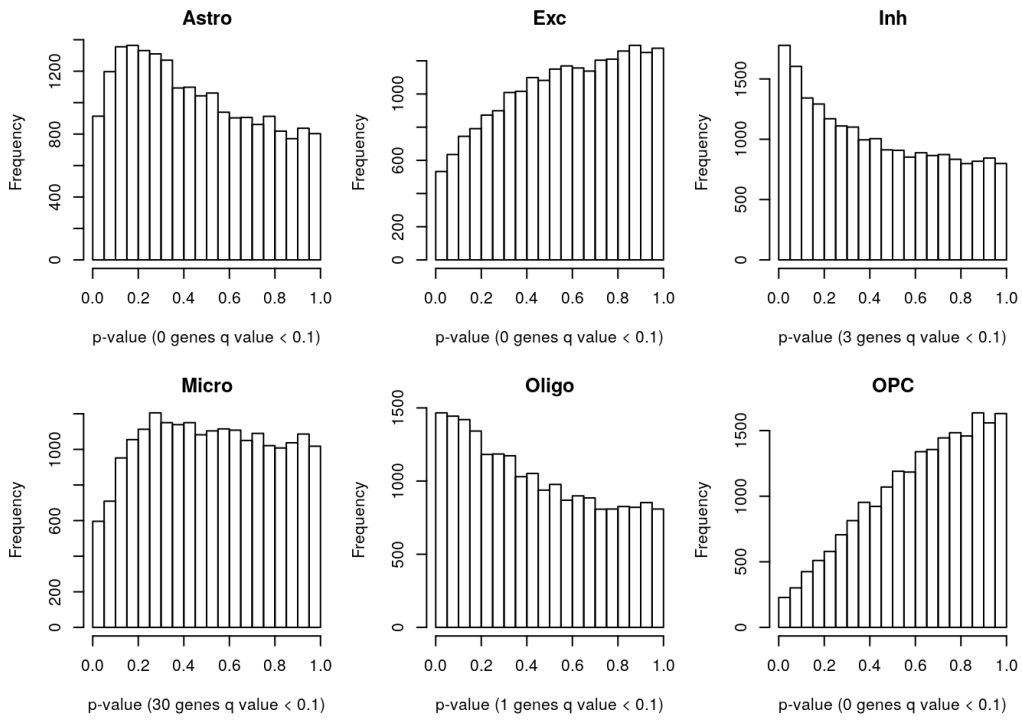 Astro
Exc
Inh
Frequency
0 400 800 1200
0.0 0.2 0.4 0.6 0.8 1.0
p-value (0 genes q value < 0.1)
Frequency
0 200 600 1000
0.0 0.2 0.4 0.6 0.8 1.0
p-value (0 genes q value < 0.1)
Frequency
0 500 1000 1500
0.0 0.2 0.4 0.6 0.8 1.0
p-value (3 genes q value < 0.1)
Micro
Oligo
OPC
Frequency
0 200 600 1000
0.0 0.2 0.4 0.6 0.8 1.0
p-value (30 genes q value < 0.1)
Frequency
0 500 1000 1500
0.0 0.2 0.4 0.6 0.8 1.0
p-value (1 genes q value < 0.1)
Frequency
0 500 1000 1500
0.0 0.2 0.4 0.6 0.8 1.0
p-value (0 genes q value < 0.1)